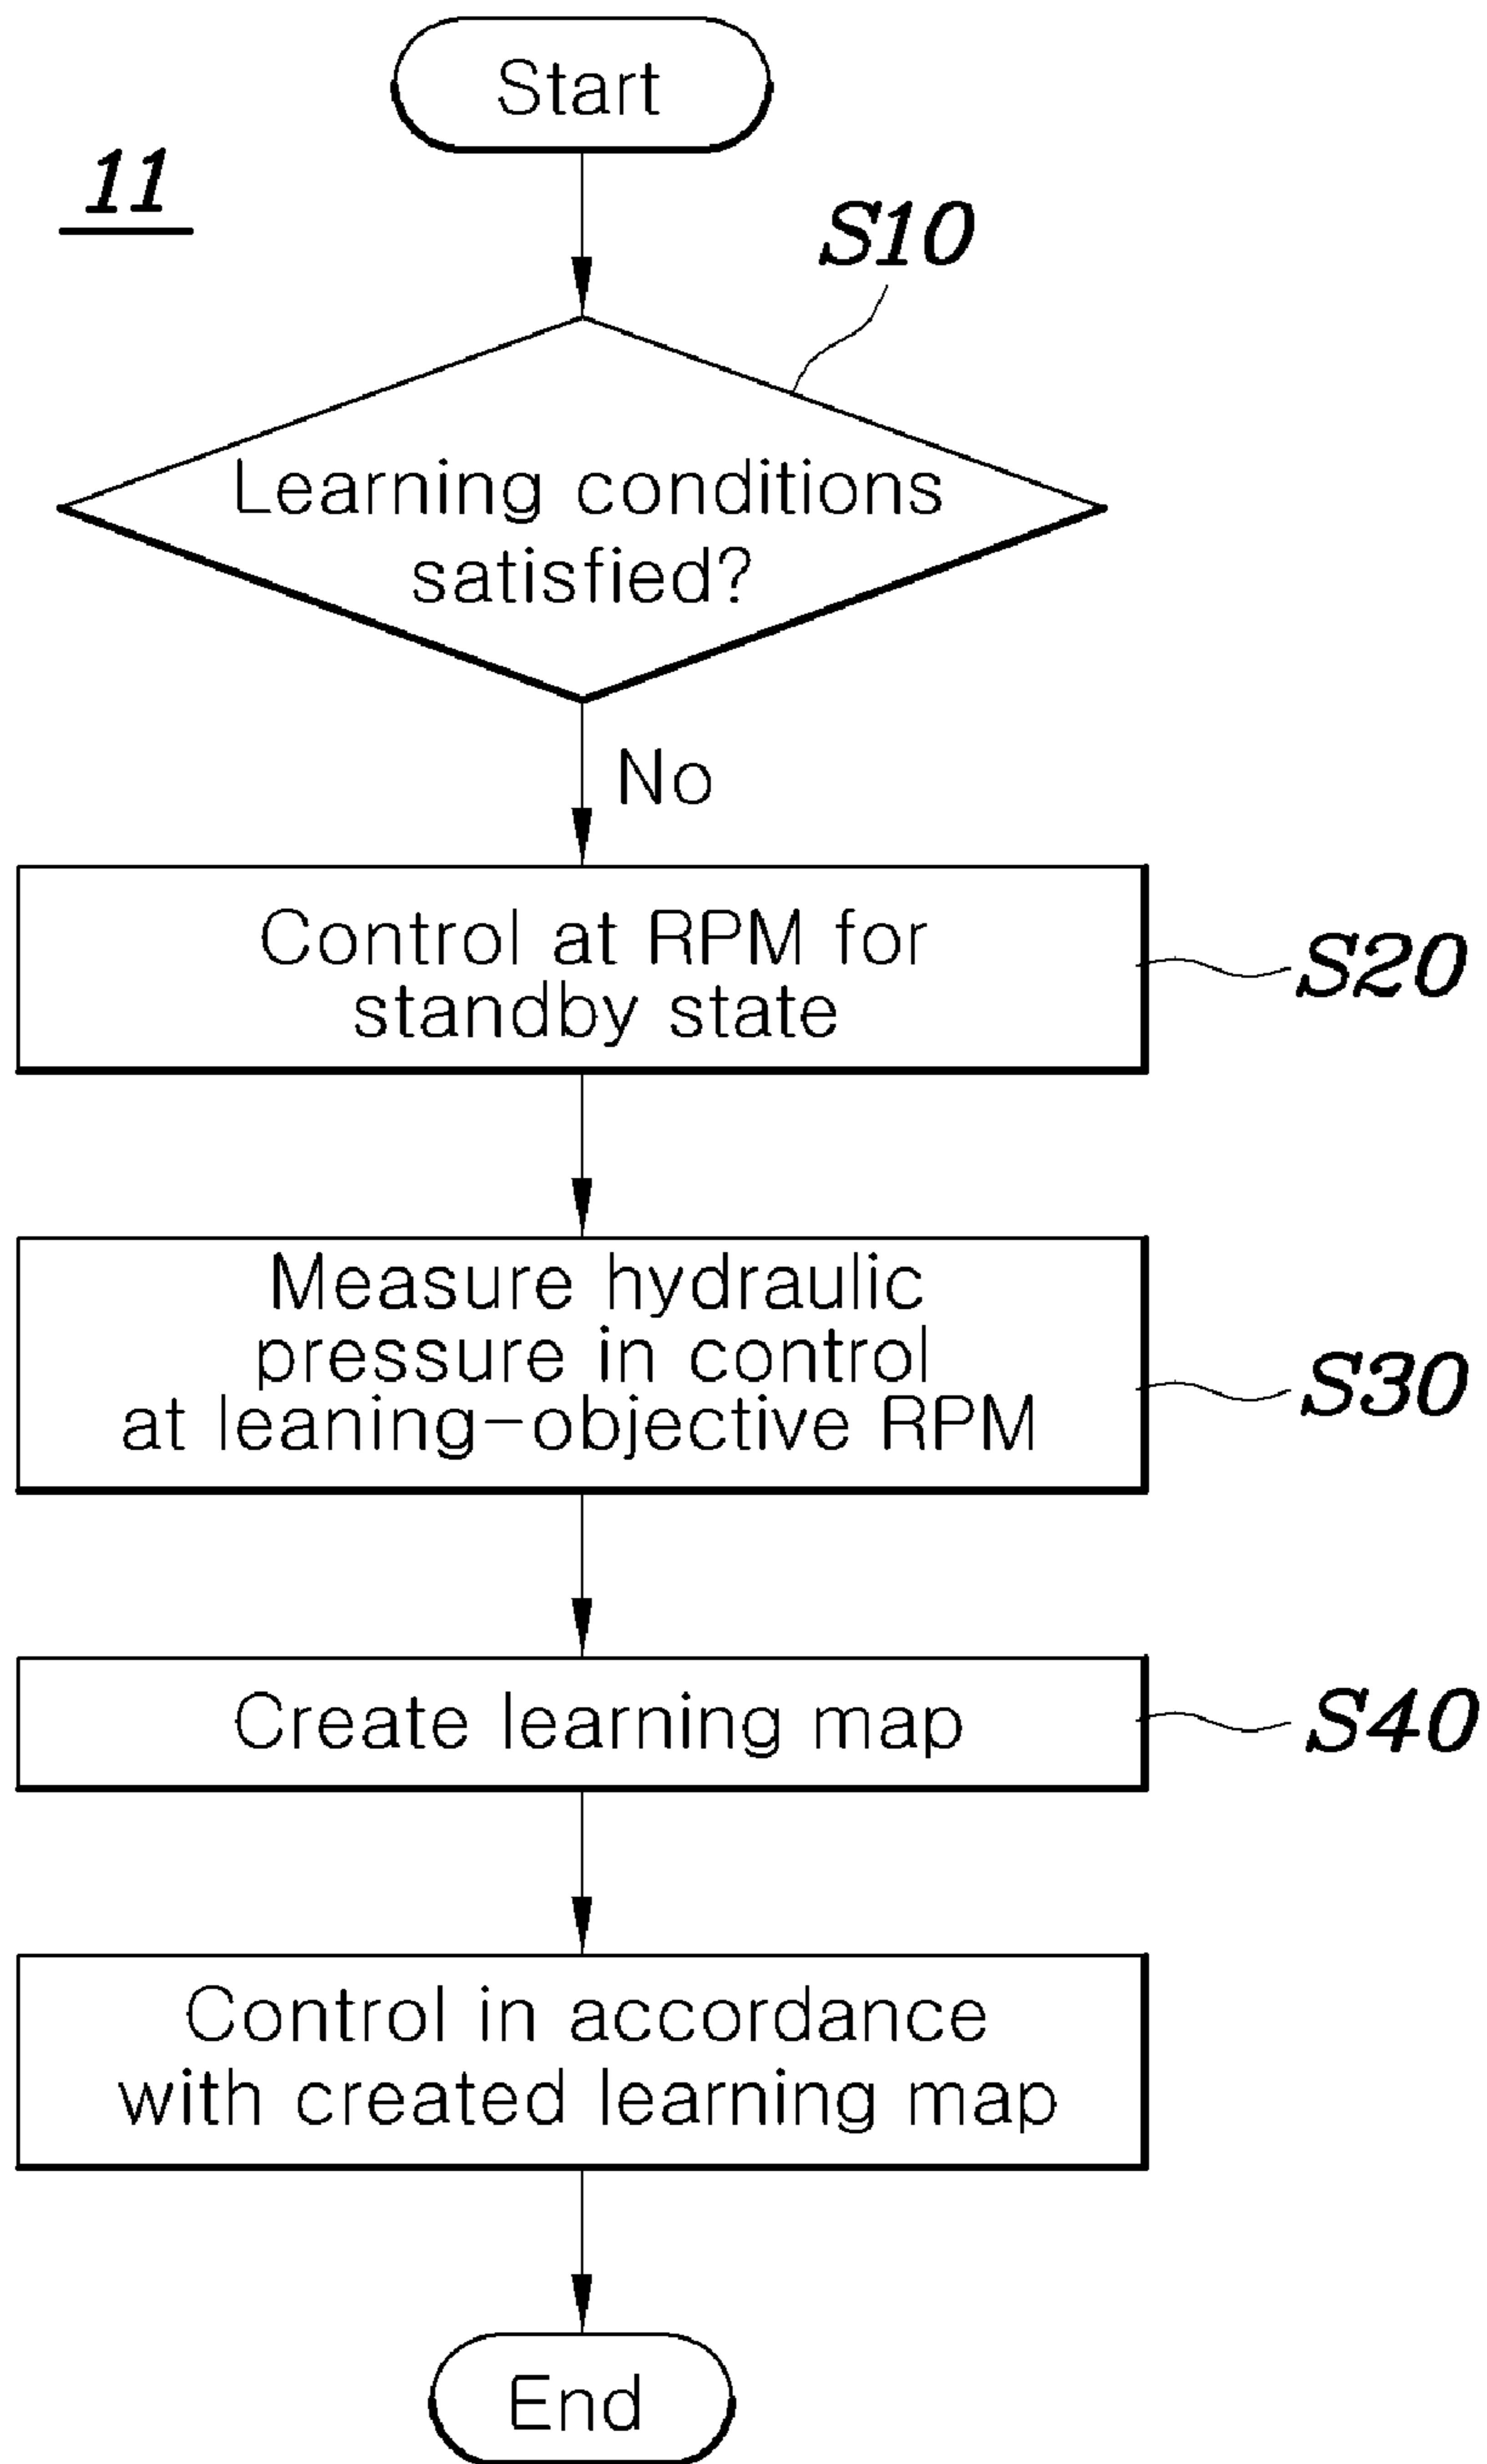 Start
11
S10
Learning conditions
satisfied?
No
Control at RPM for
standby state
S20
Measure hydraulic
pressure in control
at leaning-objective RPM
S30
Create learning map
S40
Control in accordance
with created learning map
End